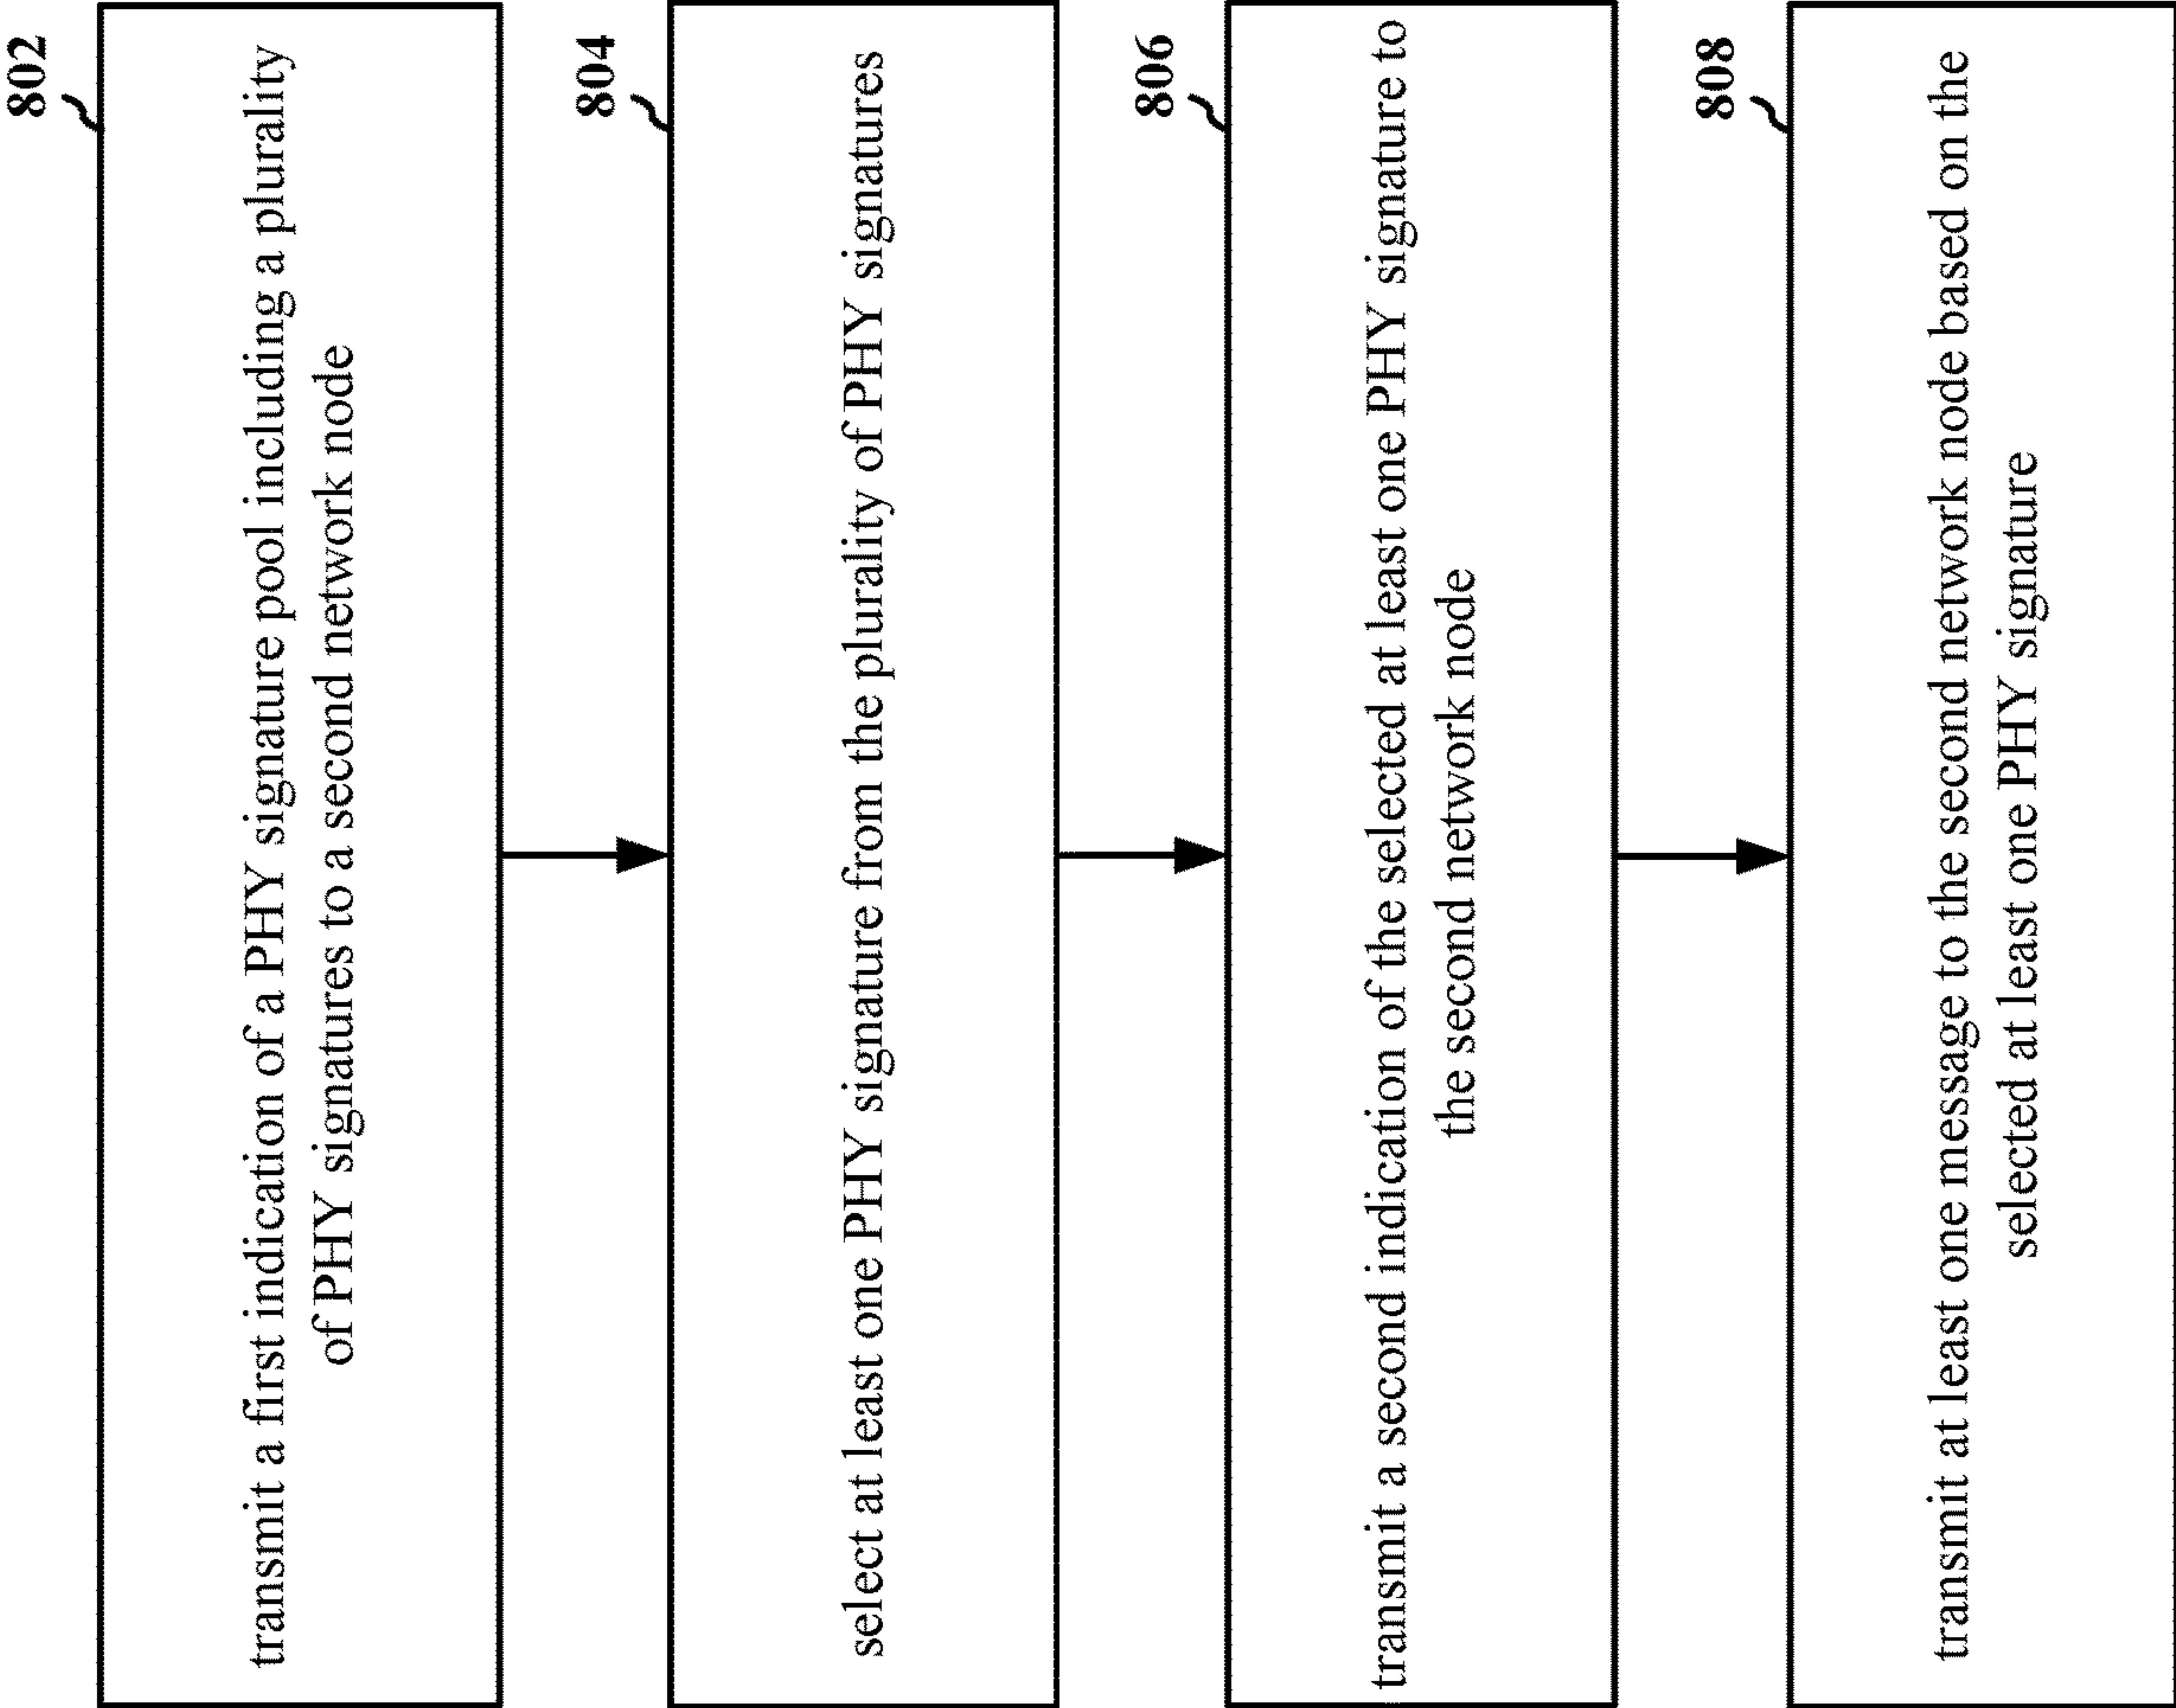 802
transmit a first indication of a PHY signature pool including a plurality
of PHY signatures to a second network node
804
select at least one PHY signature from the plurality of PHY signatures
806
transmit a second indication of the selected at least one PHY signature to
the second network node
808
transmit at least one message to the second network node based on the
selected at least one PHY signature